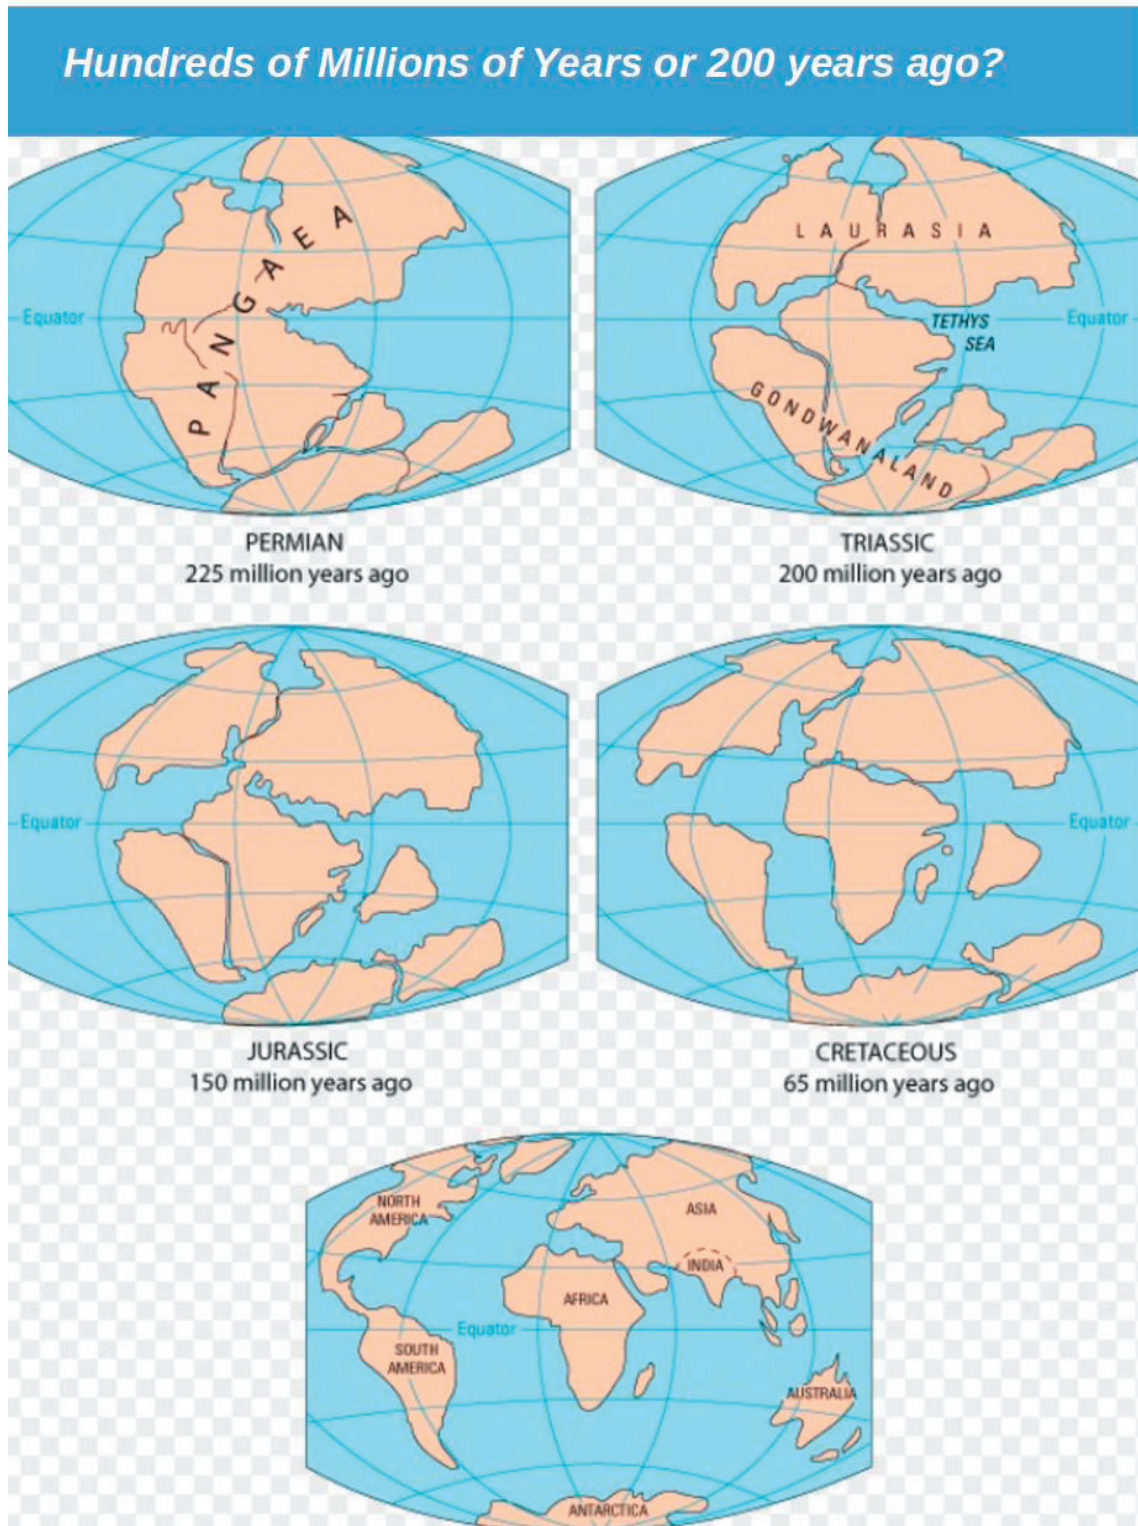 Hundreds of Millions of Years or 200 years ago?
PANGAEA
Equator
PERMIAN
225 million years ago
LAURASIA
TETHYS
SEA
Equator
GONDWANALAND
TRIASSIC
200 million years ago
Equator
JURASSIC
150 million years ago
Equator
CRETACEOUS
65 million years ago
NORTH
AMERICA
ASIA
INDIA
AFRICA
Equator
SOUTH
AMERICA
AUSTRALIA
ANTARCTICA